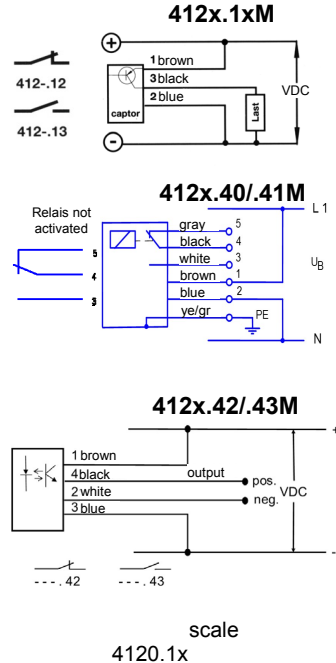 412x.1xM
+
1 brown
3 black
2 blue
captor
Last
VDC
-
412-.12
412-.13
412x.40/.41M
Relais not
activated
5
4
3
gray 5
black 4
white 3
brown 1
blue 2
ye/gr PE
L 1
UB
N
412x.42/.43M
+
1 brown
4 black output pos.
2 white neg.
3 blue
VDC
-
---. 42
---. 43
scale
4120.1x